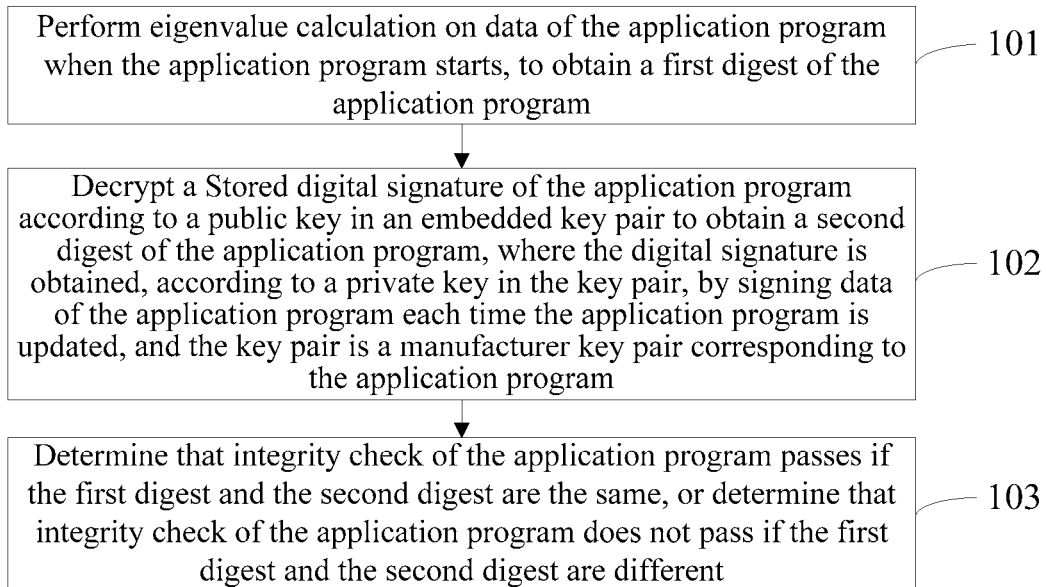 Perform eigenvalue calculation on data of the application program
when the application program starts, to obtain a first digest of the
application program
101
Decrypt a Stored digital signature of the application program
according to a public key in an embedded key pair to obtain a second
digest of the application program, where the digital signature is
obtained, according to a private key in the key pair, by signing data
of the application program each time the application program is
updated, and the key pair is a manufacturer key pair corresponding to
the application program
102
Determine that integrity check of the application program passes if
the first digest and the second digest are the same, or determine that
integrity check of the application program does not pass if the first
digest and the second digest are different
103